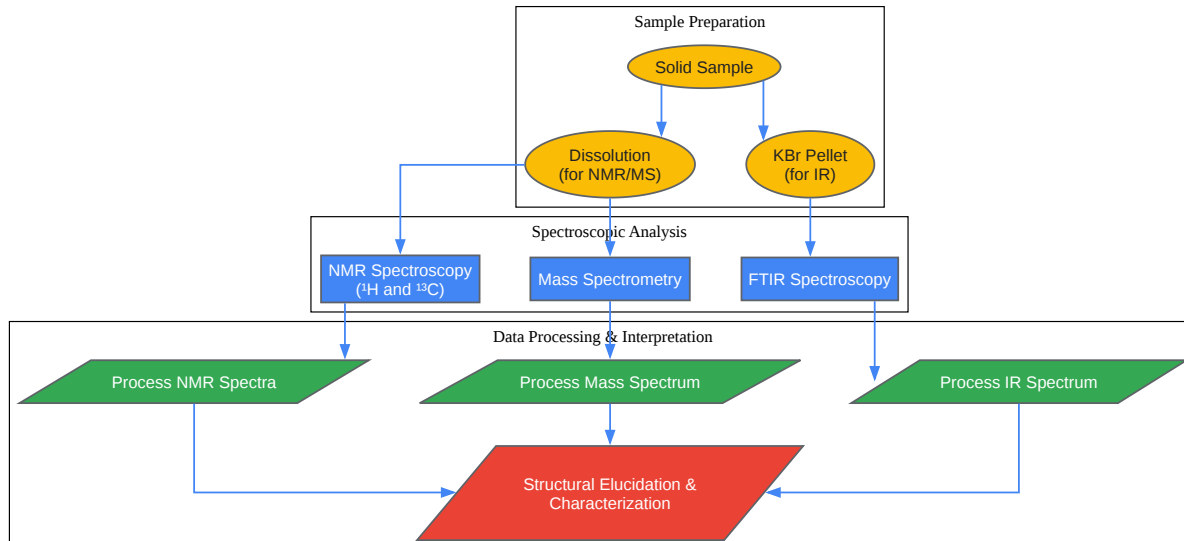 Sample Preparation
Solid Sample
Dissolution
(for NMR/MS)
KBr Pellet
(for IR)
Spectroscopic Analysis
NMR Spectroscopy
(¹H and ¹³C)
Mass Spectrometry
FTIR Spectroscopy
Data Processing & Interpretation
Process NMR Spectra
Process Mass Spectrum
Process IR Spectrum
Structural Elucidation &
Characterization